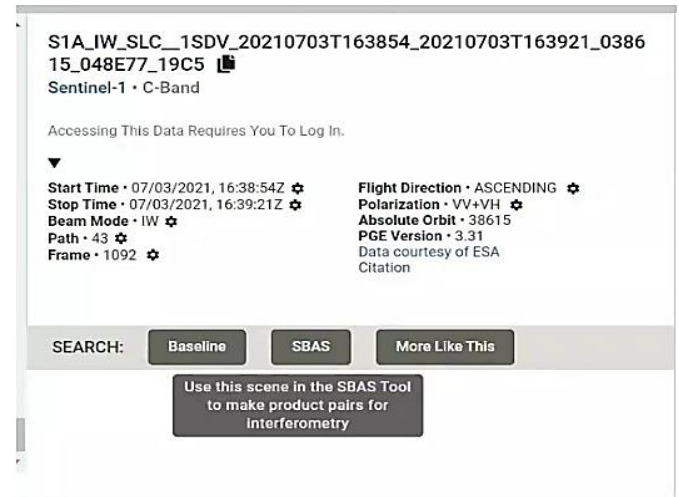 S1A_IW_SLC__1SDV_20210703T163854_20210703T163921_0386
15_048E77_19C5
Sentinel-1 • C-Band
Accessing This Data Requires You To Log In.
Start Time • 07/03/2021, 16:38:54Z
Stop Time • 07/03/2021, 16:39:21Z
Beam Mode • IW
Path • 43
Frame • 1092
Flight Direction • ASCENDING
Polarization • VV+VH
Absolute Orbit • 38615
PGE Version • 3.31
Data courtesy of ESA
Citation
SEARCH: Baseline SBAS More Like This
Use this scene in the SBAS Tool
to make product pairs for
interferometry